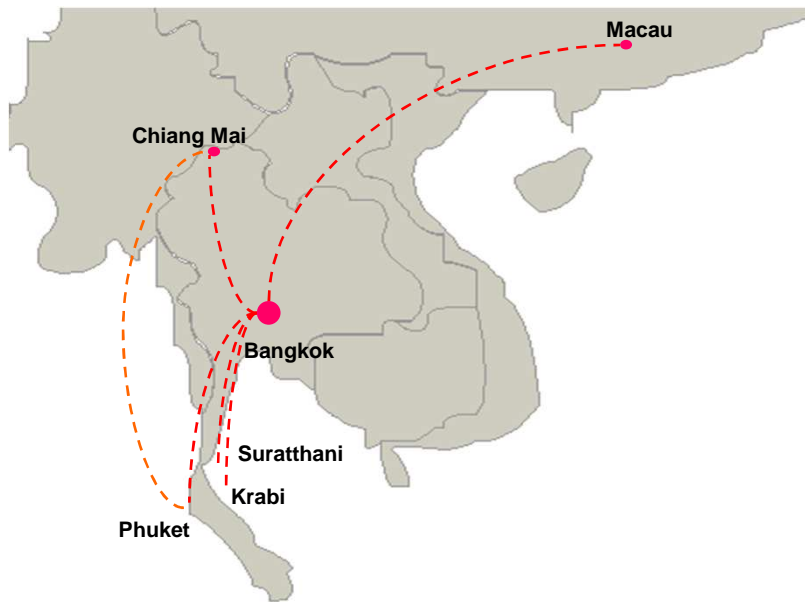 Macau
Chiang Mai
Bangkok
Suratthani
Krabi
Phuket